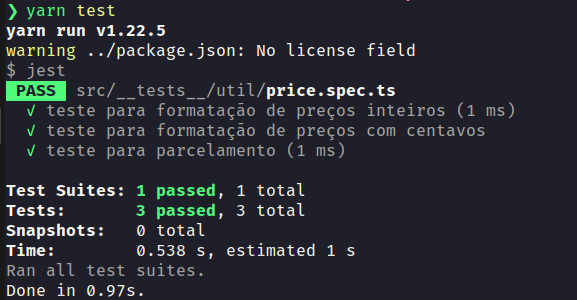 ❯ yarn test
yarn run v1.22.5
warning ../package.json: No license field
$ jest
PASS src/__tests__/util/price.spec.ts
√ teste para formatação de preços inteiros (1 ms)
√ teste para formatação de preços com centavos
√ teste para parcelamento (1 ms)
Test Suites: 1 passed, 1 total
Tests: 3 passed, 3 total
Snapshots: 0 total
Time: 0.538 s, estimated 1 s
Ran all test suites.
Done in 0.97s.